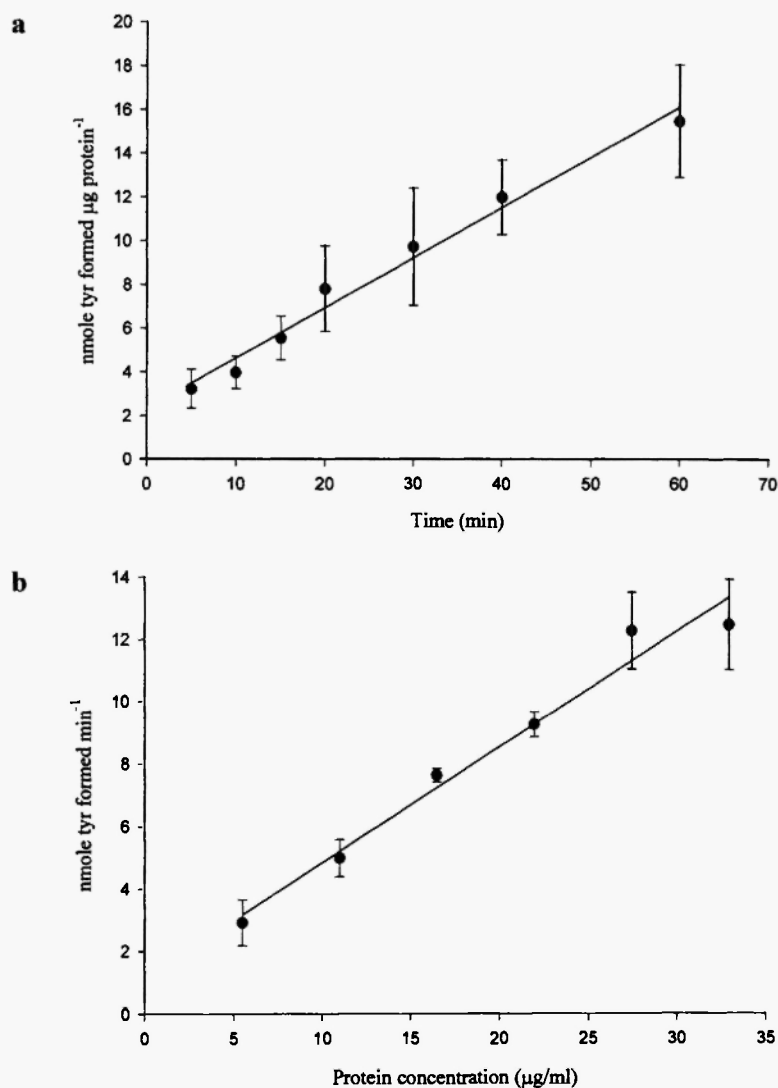 a
20
18
16
14
12
10
8
6
4
2
0
nmole tyr formed µg protein⁻¹
0 10 20 30 40 50 60 70
Time (min)
b
14
12
10
8
6
4
2
0
nmole tyr formed min⁻¹
0 5 10 15 20 25 30 35
Protein concentration (µg/ml)